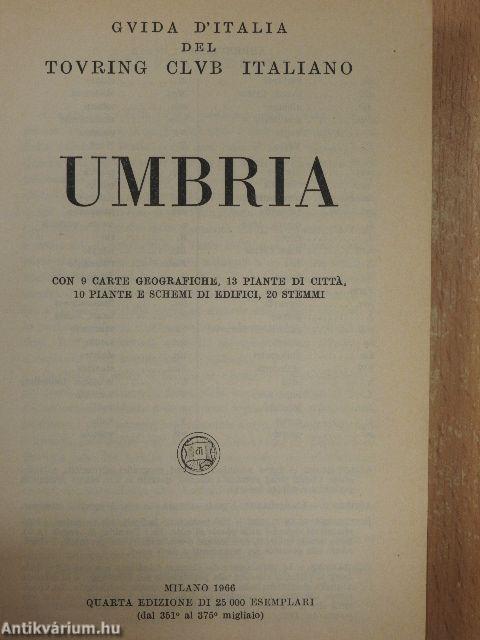 GVIDA D'ITALIA
DEL
TOVRING CLVB ITALIANO
UMBRIA
CON 9 CARTE GEOGRAFICHE, 13 PIANTE DI CITTÀ,
10 PIANTE E SCHEMI DI EDIFICI, 20 STEMMI
MILANO 1966
QUARTA EDIZIONE DI 25 000 ESEMPLARI
(dal 351° al 375° migliaio)
Antikvárium.hu